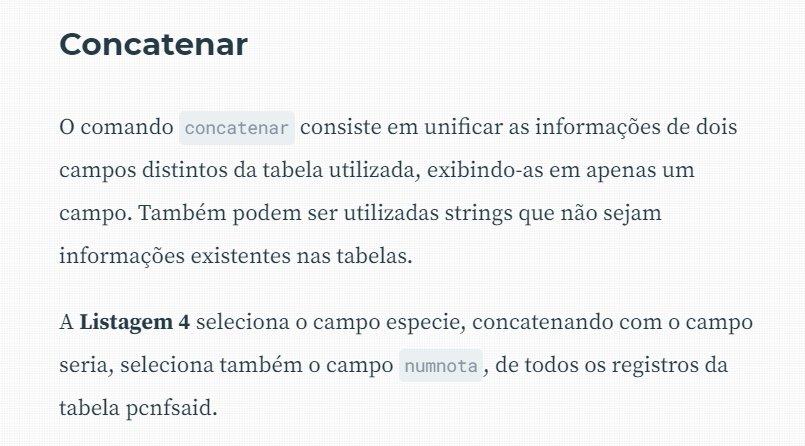 Concatenar
O comando concatenar consiste em unificar as informações de dois
campos distintos da tabela utilizada, exibindo-as em apenas um
campo. Também podem ser utilizadas strings que não sejam
informações existentes nas tabelas.
A Listagem 4 seleciona o campo especie, concatenando com o campo
seria, seleciona também o campo numnota, de todos os registros da
tabela pcnfsaid.